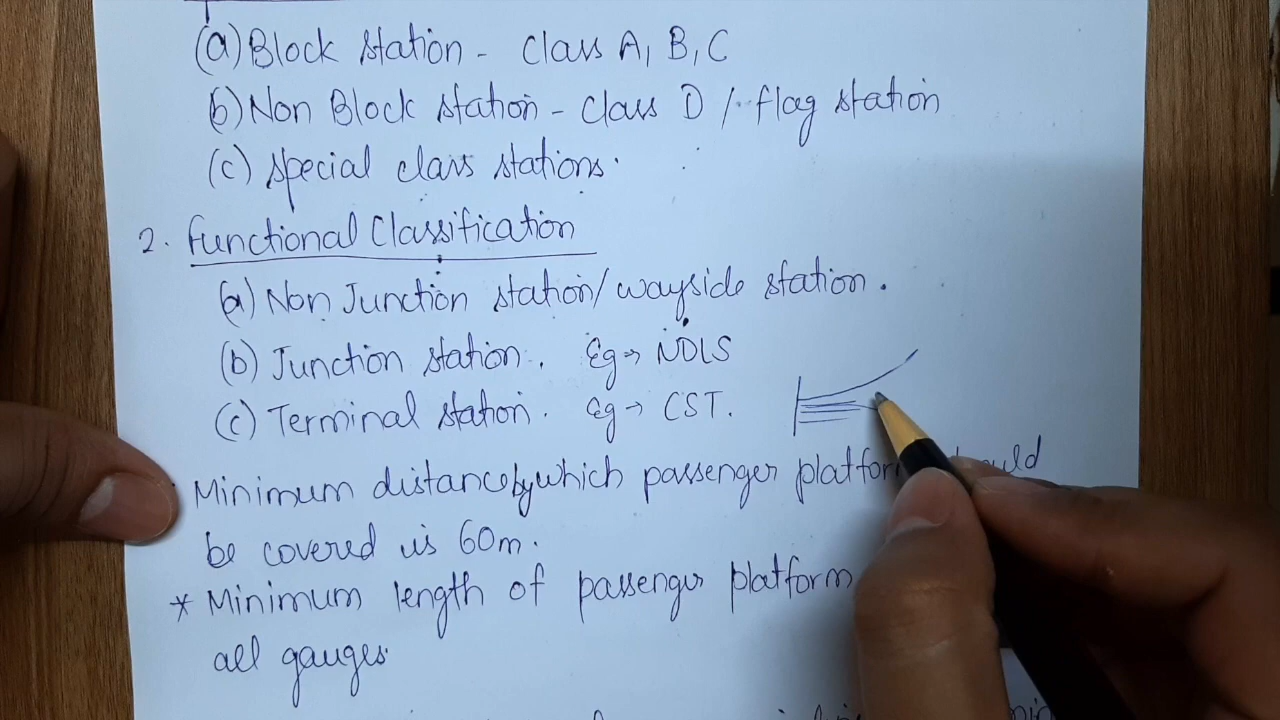 (a) Block station - Class A, B, C
(b) Non Block station - Class D / flag station
(c) special class stations.
2. Functional Classification
(a) Non Junction station/wayside station.
(b) Junction station. Eg → NDLS
(c) Terminal station. Eg → CST.
Minimum distance by which passenger platform
be covered is 60m.
* Minimum length of passenger platform
all gauges